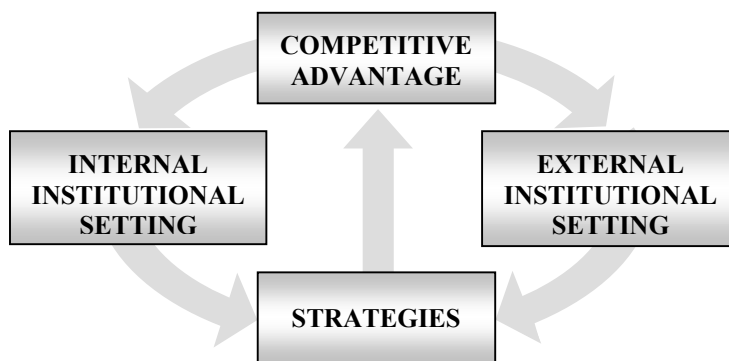 COMPETITIVE
ADVANTAGE
INTERNAL
INSTITUTIONAL
SETTING
EXTERNAL
INSTITUTIONAL
SETTING
STRATEGIES